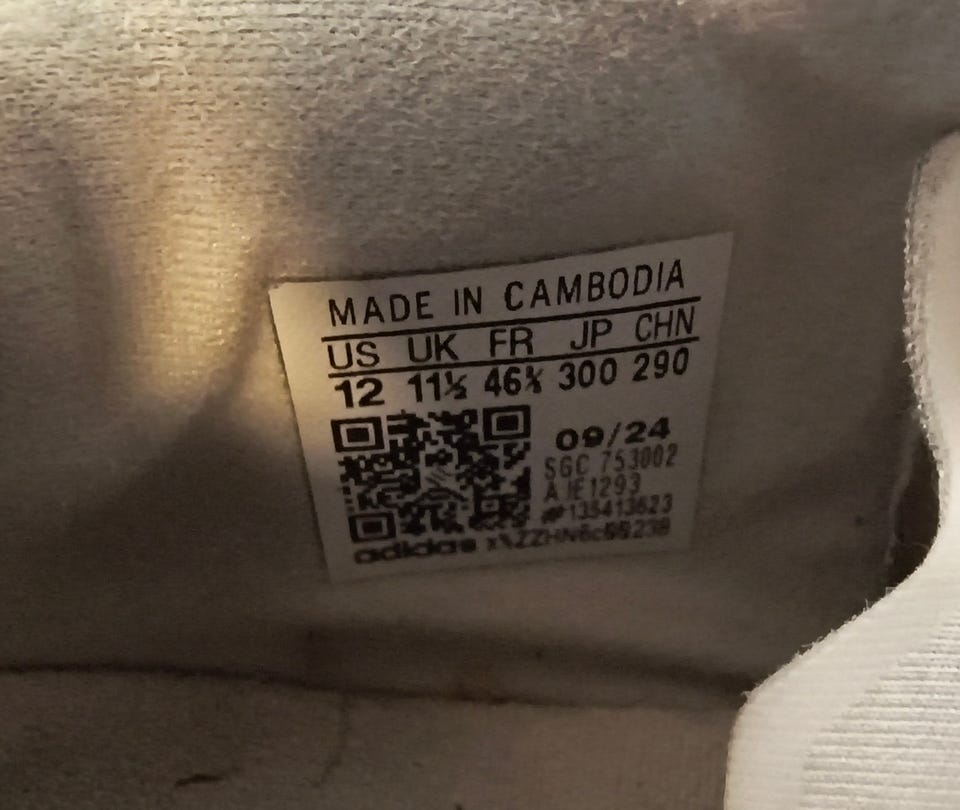 MADE IN CAMBODIA
US UK FR JP CHN
12 11½ 46⅔ 300 290
09/24
SGC 753002
A IE1293
#135413623
adidas